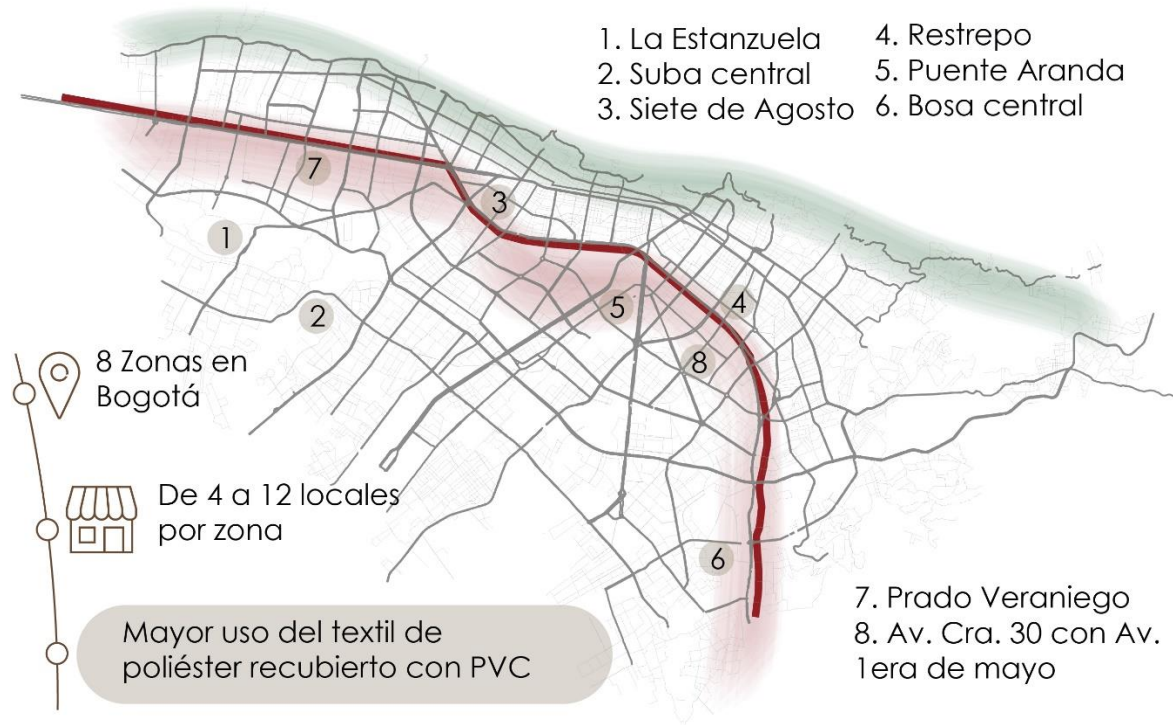 1. La Estanzuela
2. Suba central
3. Siete de Agosto
4. Restrepo
5. Puente Aranda
6. Bosa central
7
3
1
2
5
4
8
6
8 Zonas en
Bogotá
De 4 a 12 locales
por zona
Mayor uso del textil de
poliéster recubierto con PVC
7. Prado Veraniego
8. Av. Cra. 30 con Av.
1era de mayo